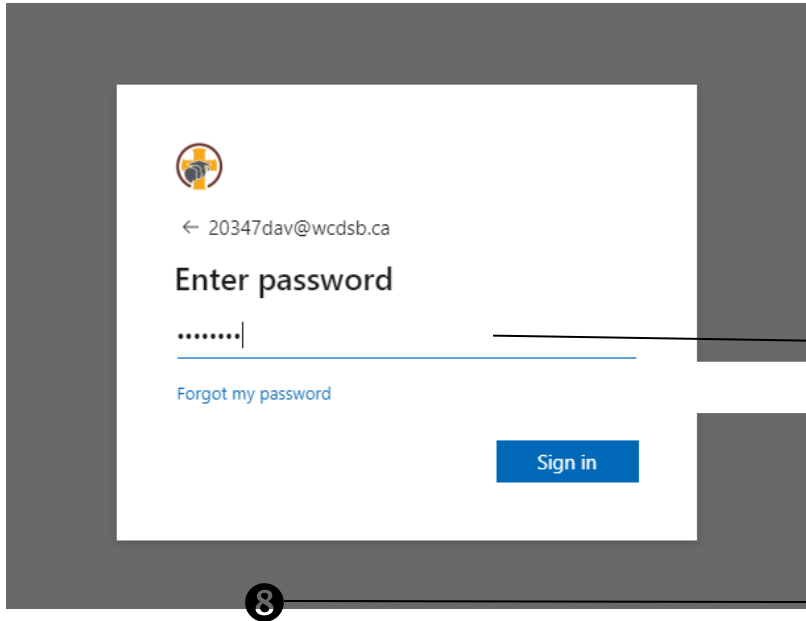 ← 20347dav@wcdsb.ca
Enter password
••••••••
Forgot my password
Sign in
8